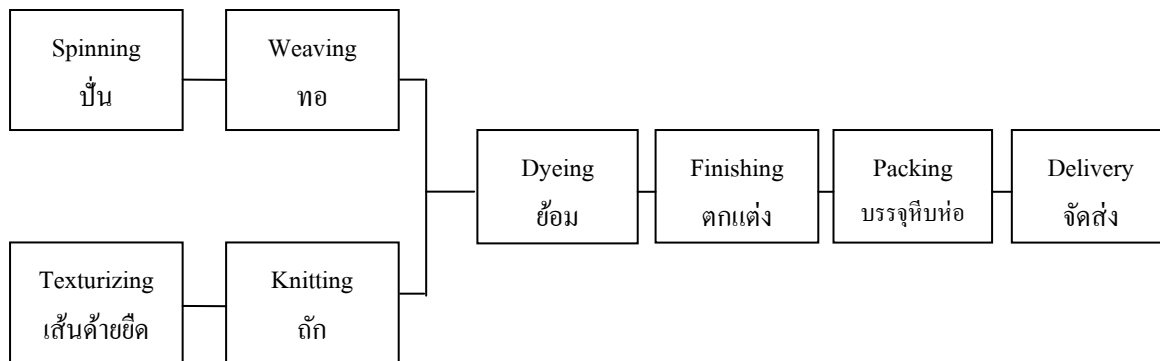 Spinning
ปั่น
Weaving
ทอ
Texturizing
เส้นด้ายยืด
Knitting
ถัก
Dyeing
ย้อม
Finishing
ตกแต่ง
Packing
บรรจุหีบห่อ
Delivery
จัดส่ง